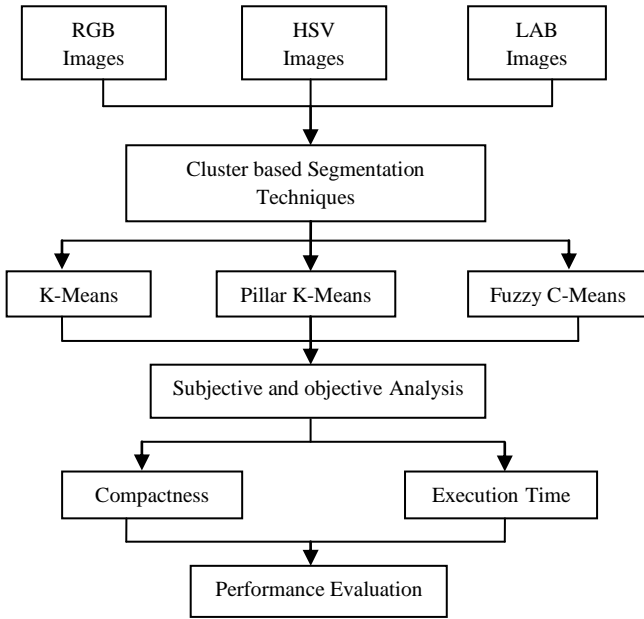 RGB
Images
HSV
Images
LAB
Images
Cluster based Segmentation
Techniques
K-Means
Pillar K-Means
Fuzzy C-Means
Subjective and objective Analysis
Compactness
Execution Time
Performance Evaluation